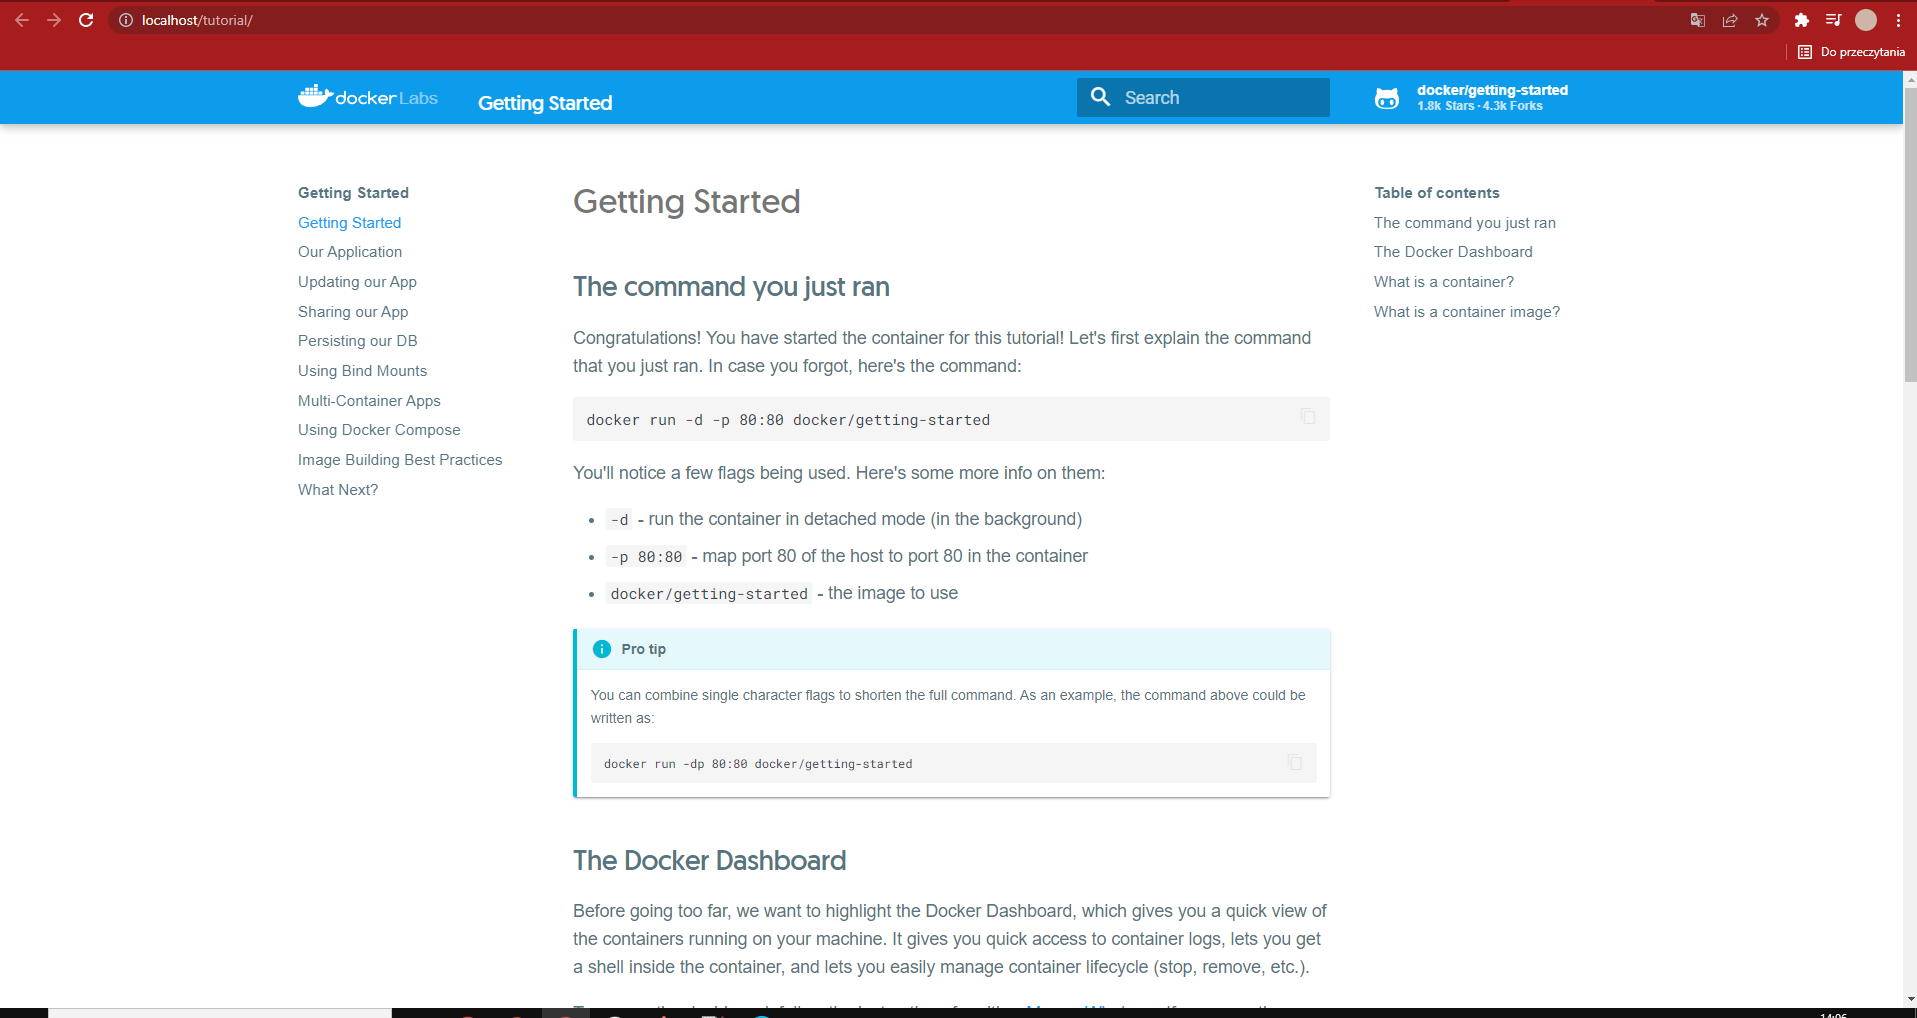 localhost/tutorial/
Do przeczytania
docker Labs
Getting Started
Search
docker/getting-started
1.8k Stars · 4.3k Forks
Getting Started
Getting Started
Our Application
Updating our App
Sharing our App
Persisting our DB
Using Bind Mounts
Multi-Container Apps
Using Docker Compose
Image Building Best Practices
What Next?
Getting Started
The command you just ran
Congratulations! You have started the container for this tutorial! Let's first explain the command
that you just ran. In case you forgot, here's the command:
docker run -d -p 80:80 docker/getting-started
You'll notice a few flags being used. Here's some more info on them:
• -d - run the container in detached mode (in the background)
• -p 80:80 - map port 80 of the host to port 80 in the container
• docker/getting-started - the image to use
Pro tip
You can combine single character flags to shorten the full command. As an example, the command above could be
written as:
docker run -dp 80:80 docker/getting-started
The Docker Dashboard
Before going too far, we want to highlight the Docker Dashboard, which gives you a quick view of
the containers running on your machine. It gives you quick access to container logs, lets you get
a shell inside the container, and lets you easily manage container lifecycle (stop, remove, etc.).
Table of contents
The command you just ran
The Docker Dashboard
What is a container?
What is a container image?